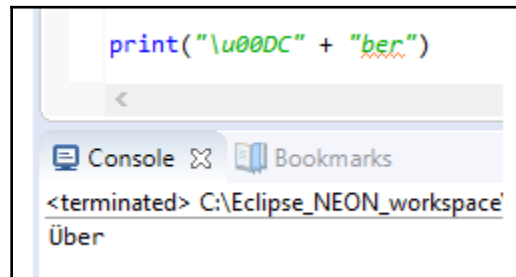 print("\u00DC" + "ber")
<
Console Bookmarks
<terminated> C:\Eclipse_NEON_workspace\
Über